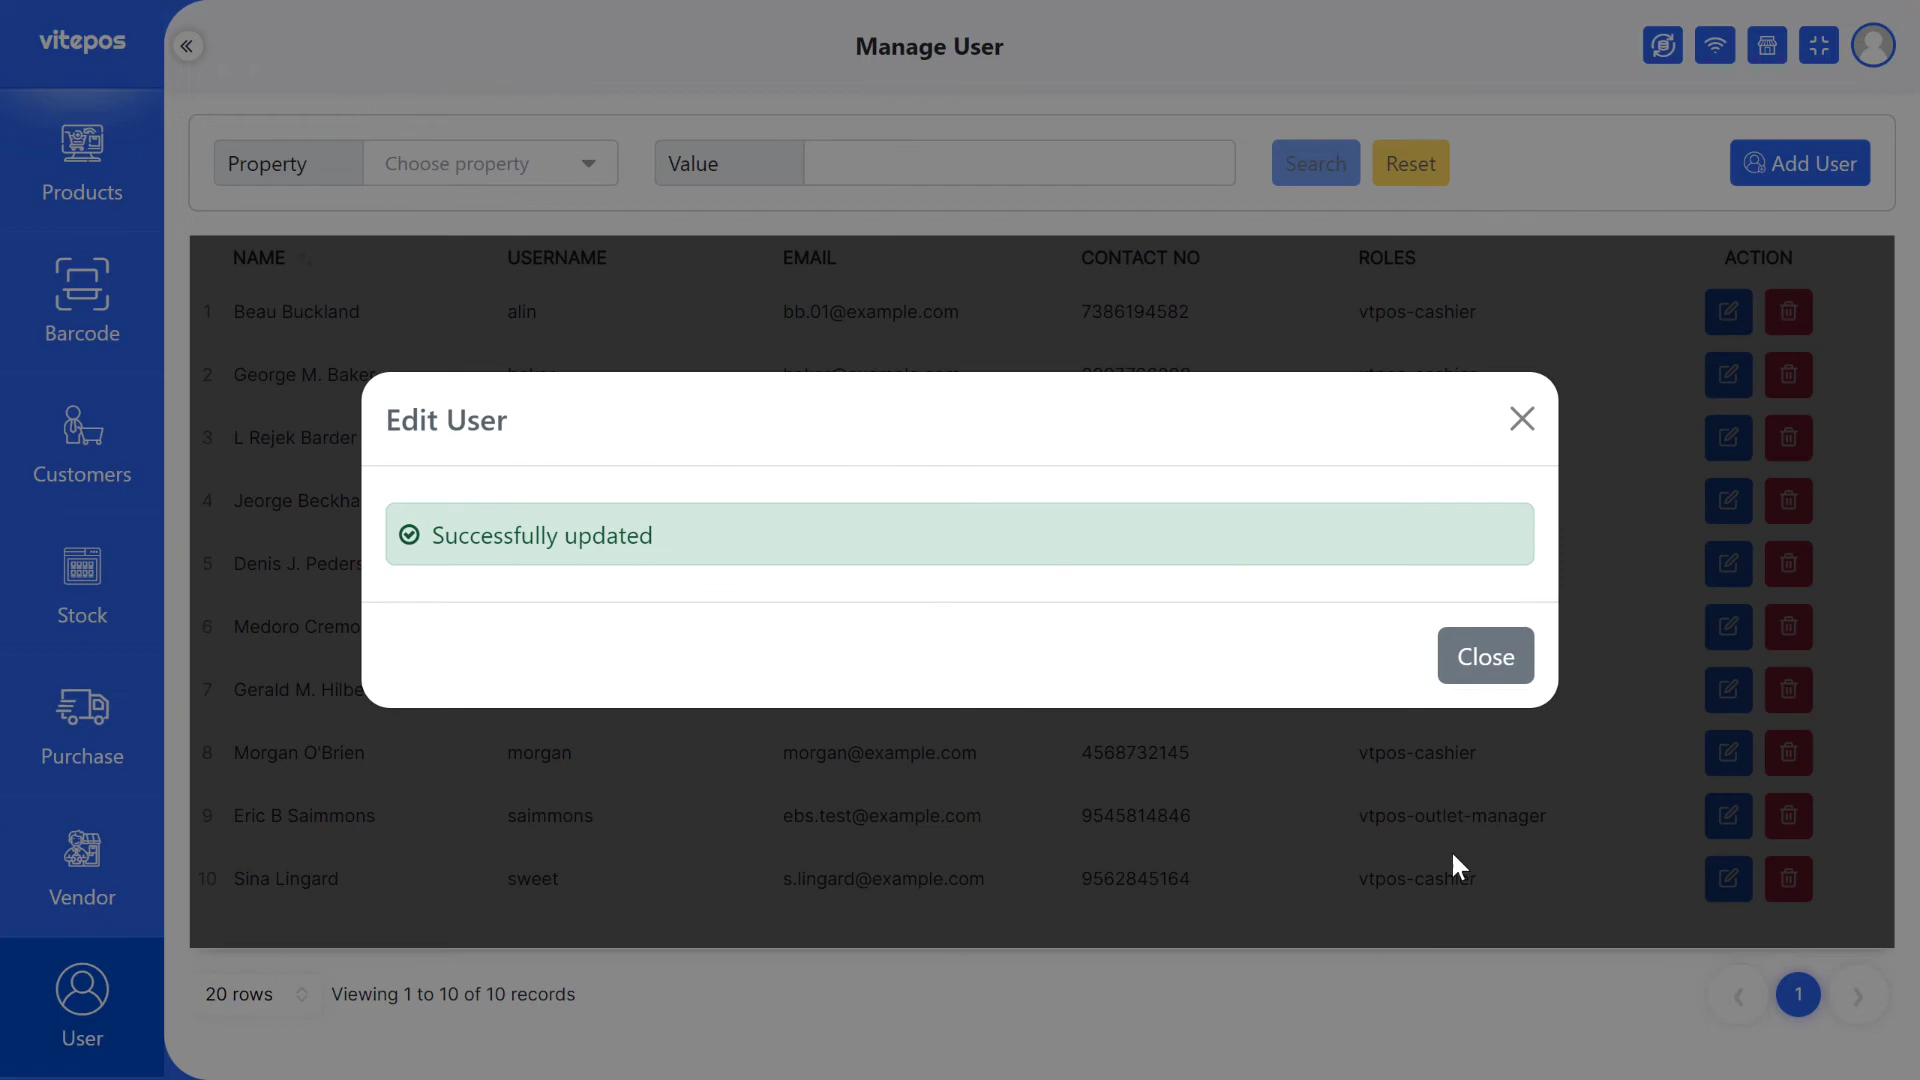 vitepos
Manage User
Property Choose property Value Search Reset Add User
Products
Barcode
Customers
Stock
Purchase
Vendor
User
NAME USERNAME EMAIL CONTACT NO ROLES ACTION
1 Beau Buckland alin bb.01@example.com 7386194582 vtpos-cashier
2 George M. Baker
3 L Rejek Barder
4 Jeorge Beckha
5 Denis J. Peders
6 Medoro Cremo
7 Gerald M. Hilbe
8 Morgan O'Brien morgan morgan@example.com 4568732145 vtpos-cashier
9 Eric B Saimmons saimmons ebs.test@example.com 9545814846 vtpos-outlet-manager
10 Sina Lingard sweet s.lingard@example.com 9562845164 vtpos-cashier
Edit User
Successfully updated
Close
20 rows Viewing 1 to 10 of 10 records 1